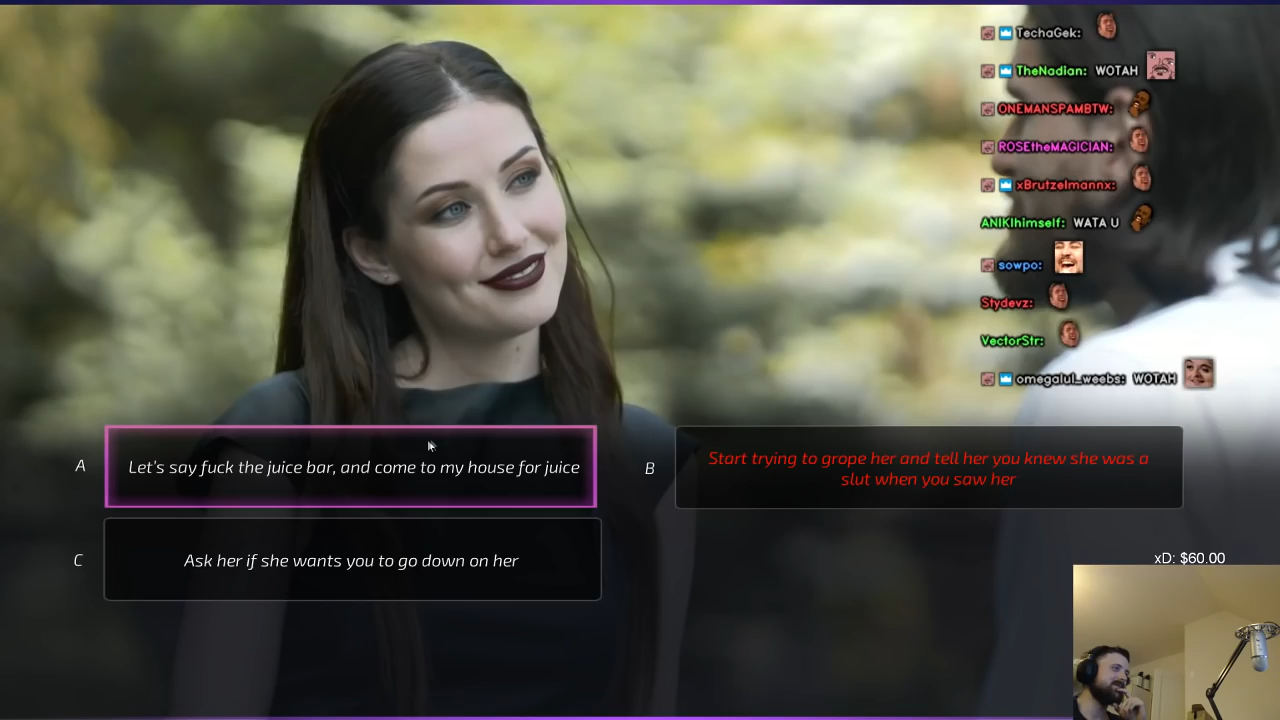 TechaGek:
TheNadian: WOTAH
ONEMANSPAMBTW:
ROSEtheMAGICIAN:
xBrutzelmannx:
ANIKIhimself: WATA U
sowpo:
Stydevz:
VectorStr:
omegalul_weebs: WOTAH
A
Let's say fuck the juice bar, and come to my house for juice
B
Start trying to grope her and tell her you knew she was a
slut when you saw her
C
Ask her if she wants you to go down on her
xD: $60.00